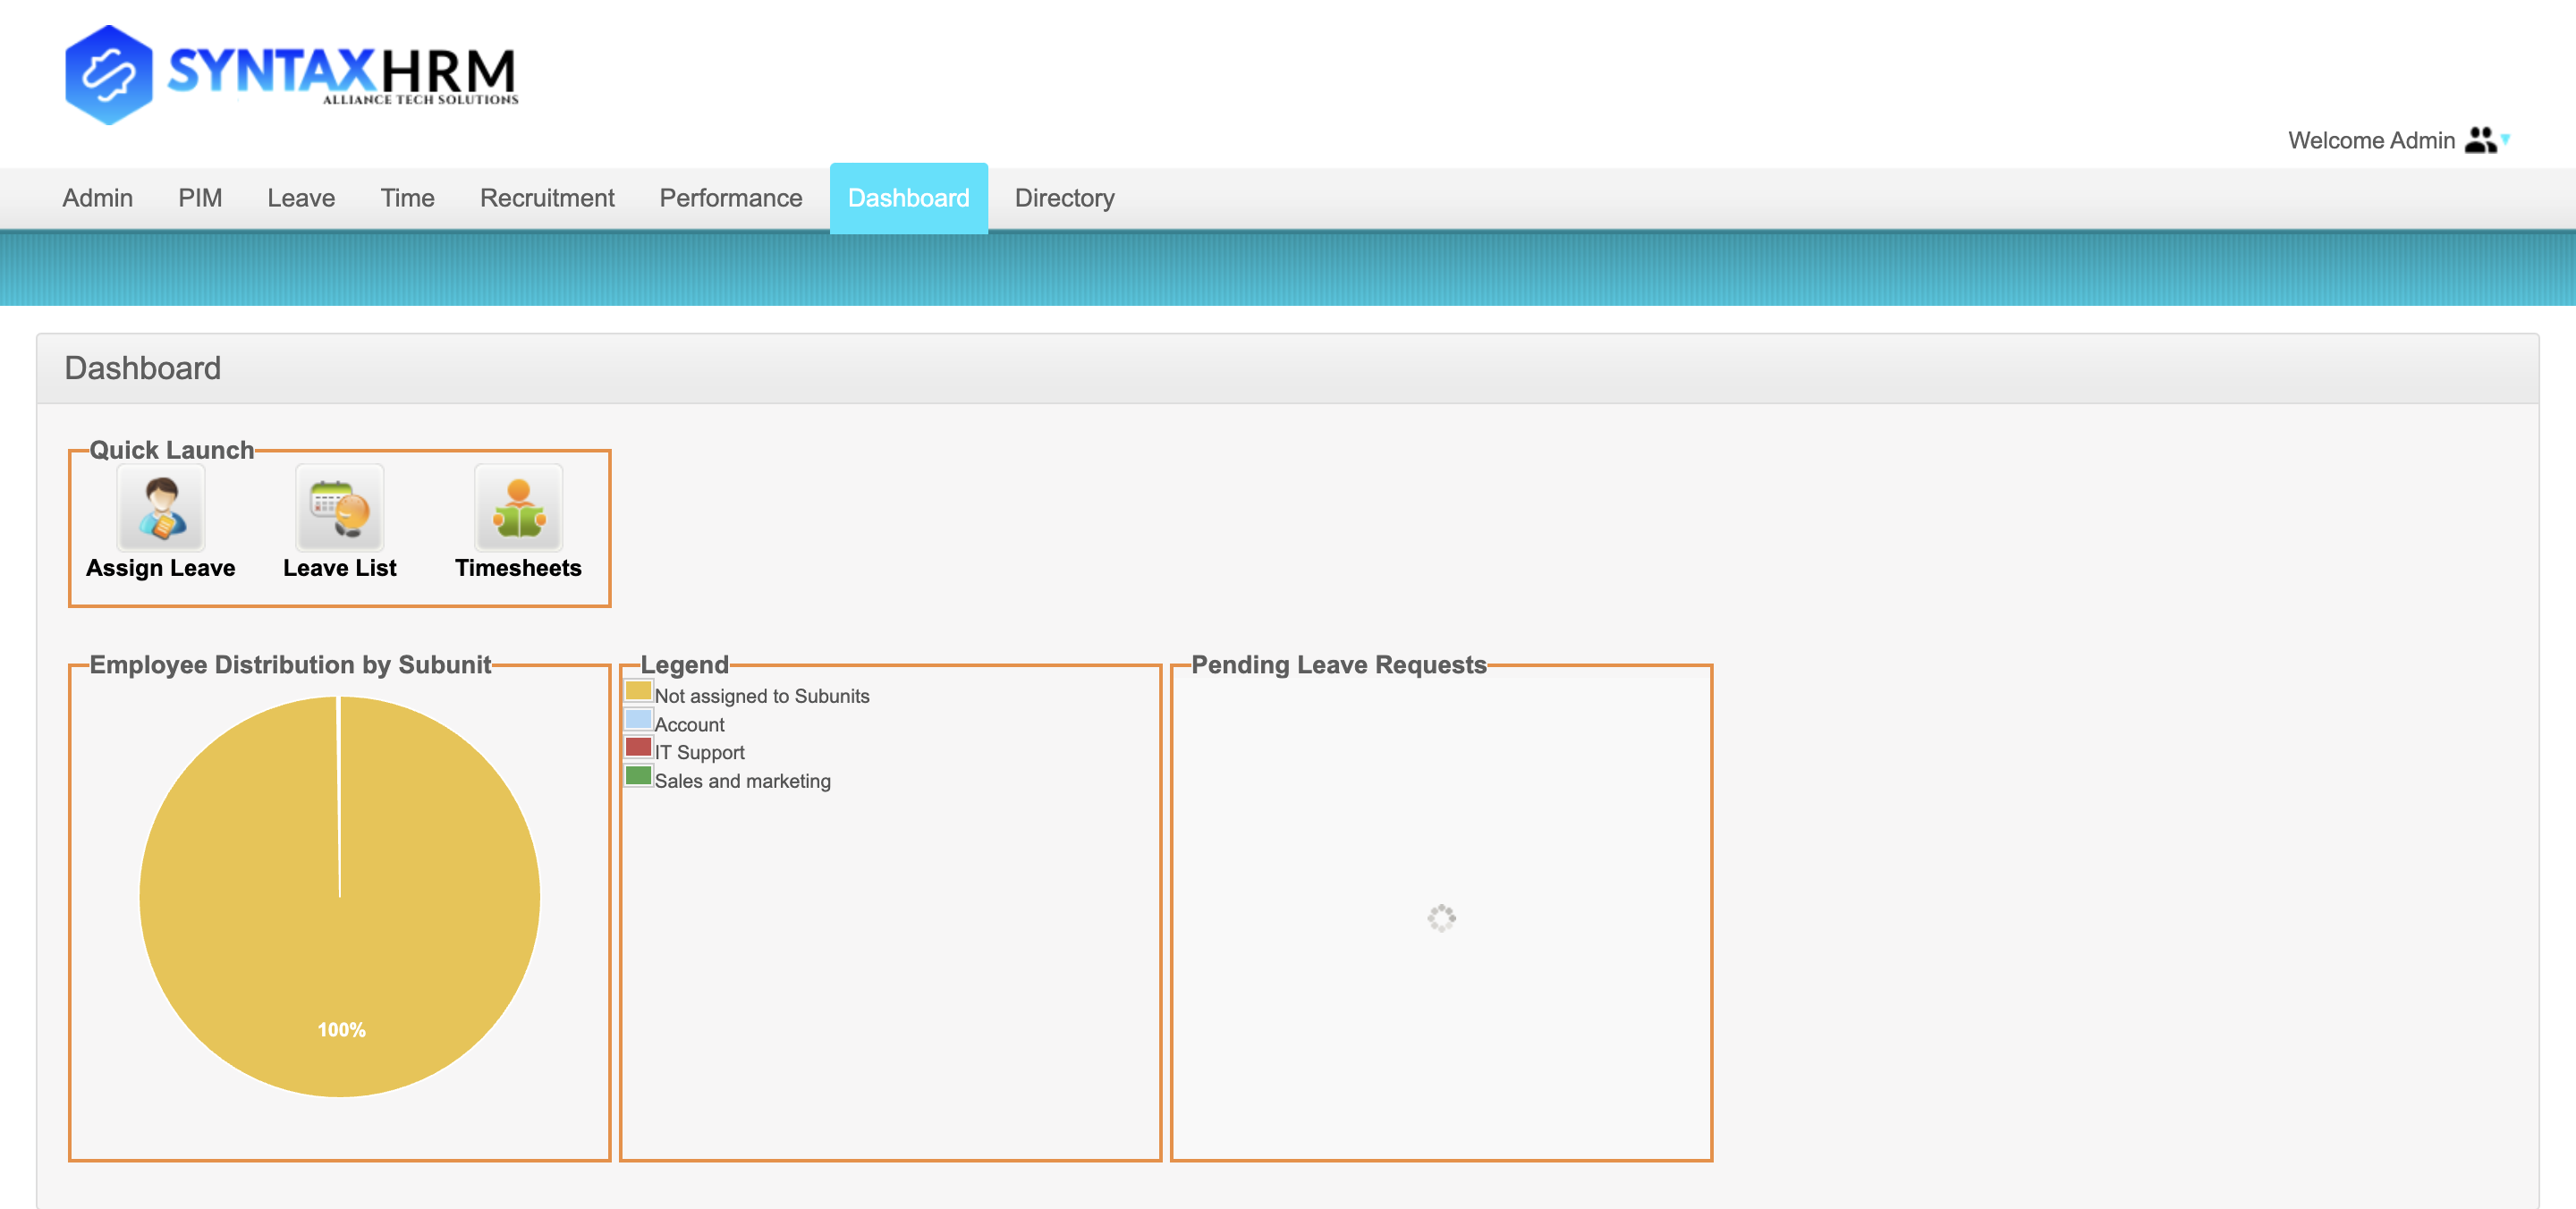 SYNTAXHRM
ALLIANCE TECH SOLUTIONS
Welcome Admin
Admin PIM Leave Time Recruitment Performance Dashboard Directory
Dashboard
Quick Launch
Assign Leave Leave List Timesheets
Employee Distribution by Subunit
100%
Legend
Not assigned to Subunits
Account
IT Support
Sales and marketing
Pending Leave Requests